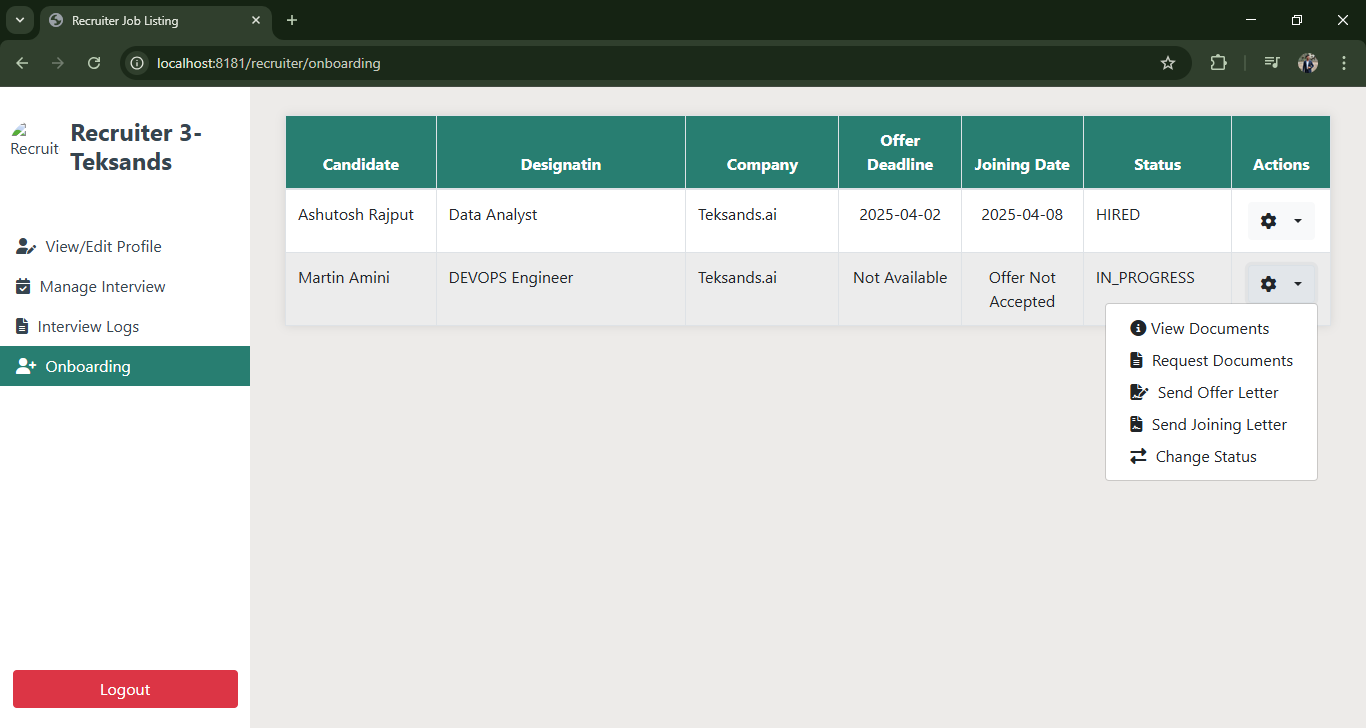 Recruiter Job Listing
localhost:8181/recruiter/onboarding
Recruit
Recruiter 3-
Teksands
View/Edit Profile
Manage Interview
Interview Logs
Onboarding
Logout
Candidate Designatin Company Offer Deadline Joining Date Status Actions
Ashutosh Rajput Data Analyst Teksands.ai 2025-04-02 2025-04-08 HIRED
Martin Amini DEVOPS Engineer Teksands.ai Not Available Offer Not Accepted IN_PROGRESS
View Documents
Request Documents
Send Offer Letter
Send Joining Letter
Change Status